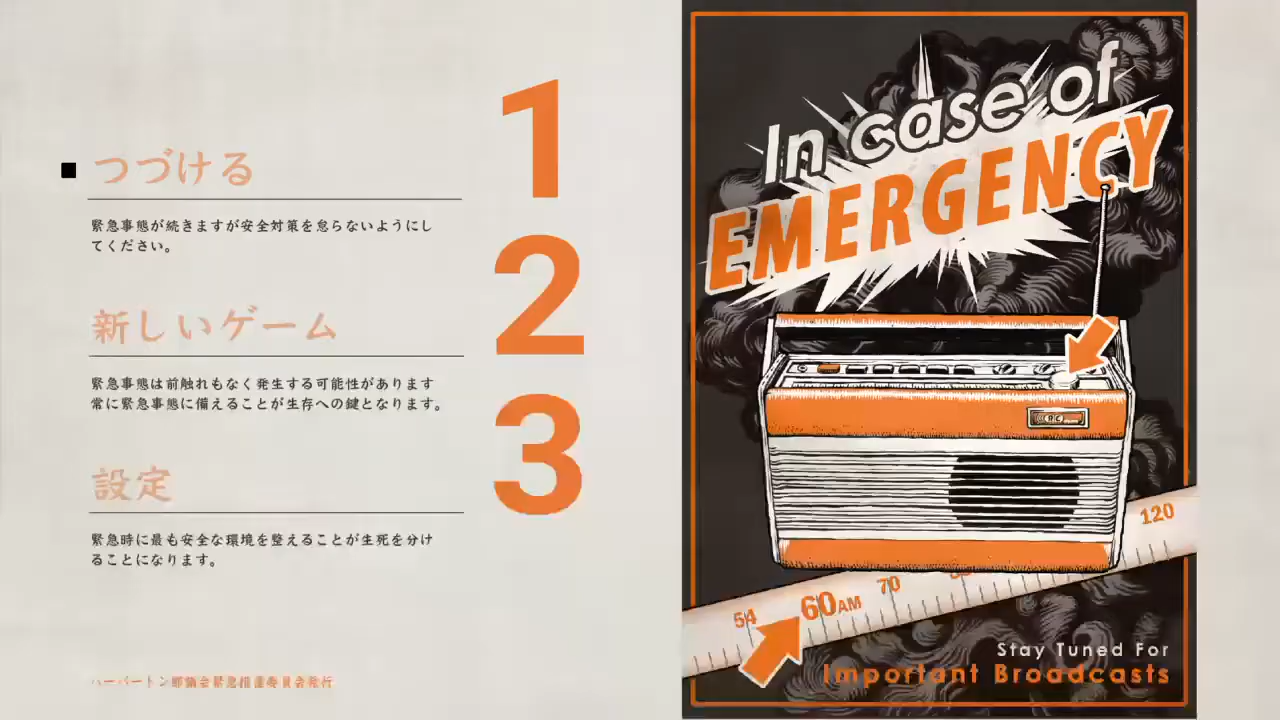 つづける
緊急事態が続きますが安全対策を怠らないようにし
てください。
1
新しいゲーム
緊急事態は前触れもなく発生する可能性があります
常に緊急事態に備えることが生存への鍵となります。
2
設定
緊急時に最も安全な環境を整えることが生死を分け
ることになります。
3
In case of
EMERGENCY
120
70
60AM
54
Stay Tuned For
Important Broadcasts